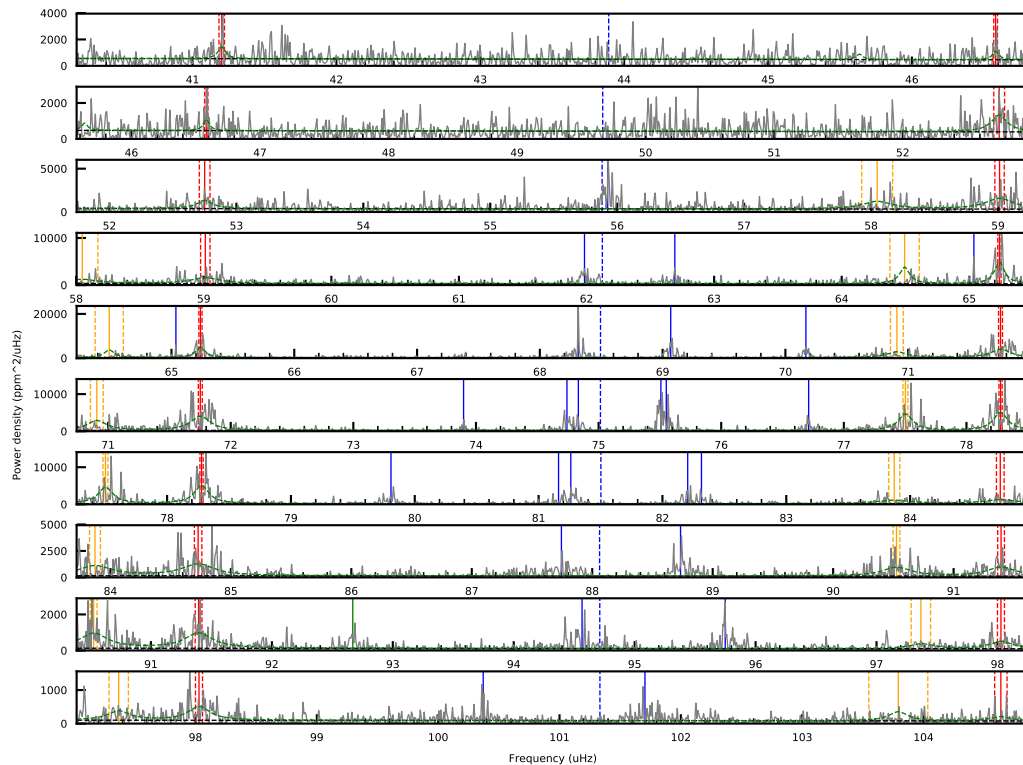 4000
2000
0
41 42 43 44 45 46
2000
0
46 47 48 49 50 51 52
5000
0
52 53 54 55 56 57 58 59
10000
0
58 59 60 61 62 63 64 65
20000
0
65 66 67 68 69 70 71
10000
0
71 72 73 74 75 76 77 78
10000
0
78 79 80 81 82 83 84
5000
2500
0
84 85 86 87 88 89 90 91
2000
0
91 92 93 94 95 96 97 98
1000
0
98 99 100 101 102 103 104
Power density (ppm^2/uHz)
Frequency (uHz)